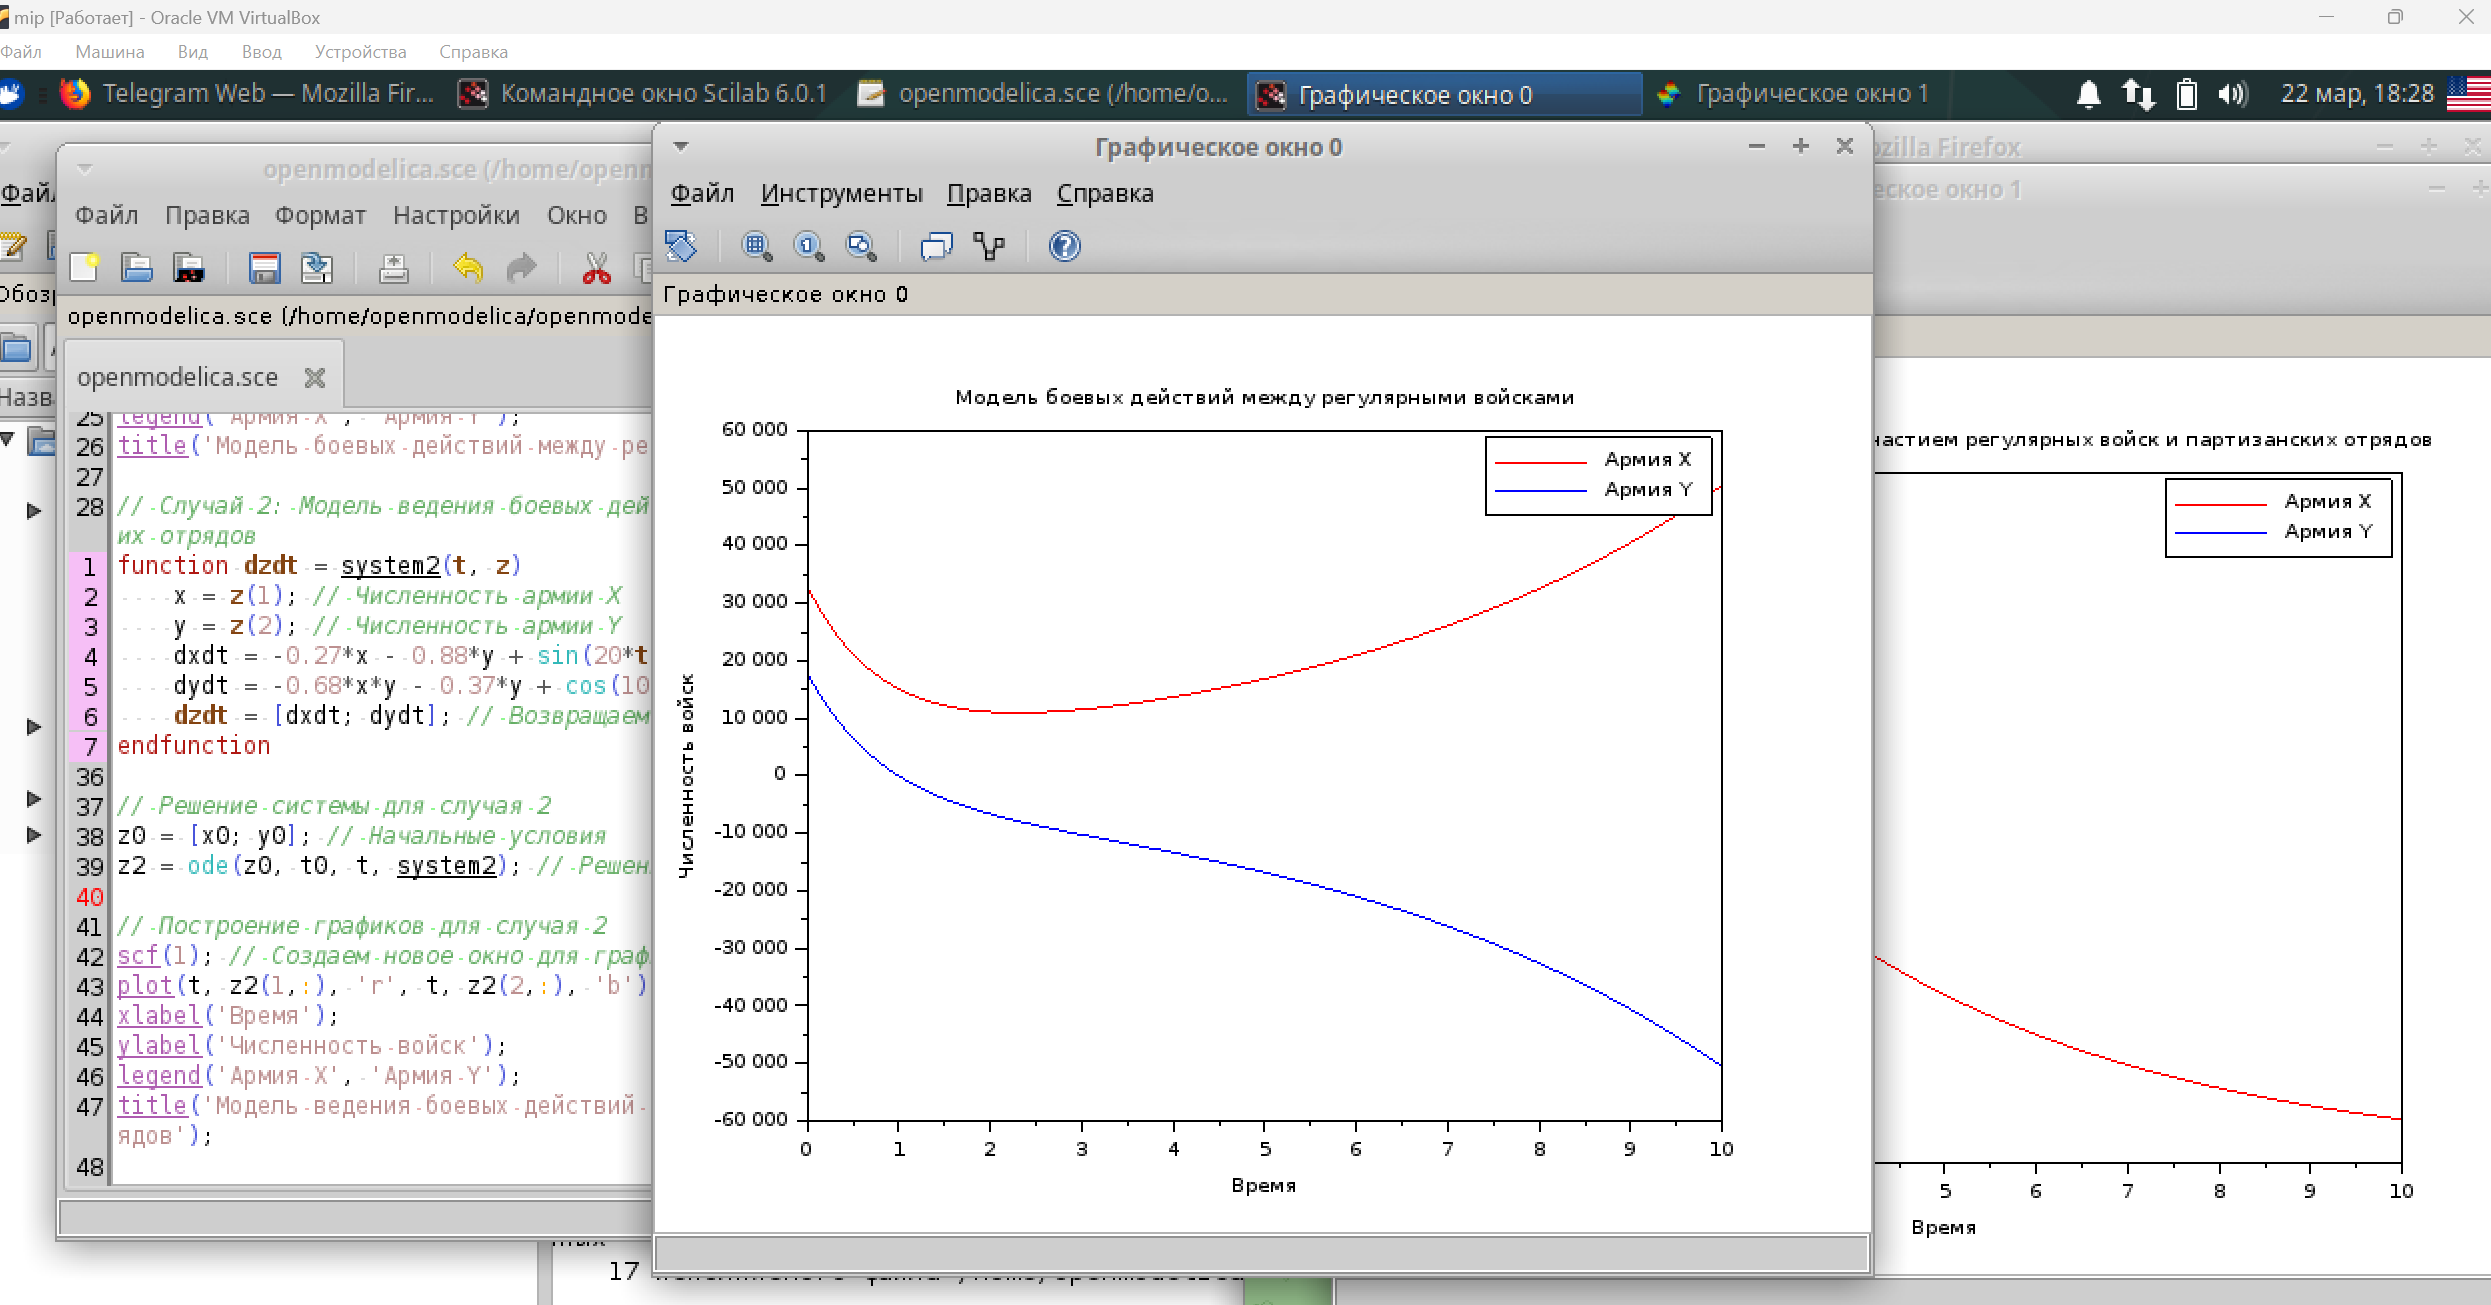 mip [Работает] - Oracle VM VirtualBox
Файл Машина Вид Ввод Устройства Справка
Telegram Web — Mozilla Fir... Командное окно Scilab 6.0.1 openmodelica.sce (/home/o... Графическое окно 0 Графическое окно 1 22 мар, 18:28
openmodelica.sce (/home/openm
Файл Правка Формат Настройки Окно
openmodelica.sce (/home/openmodelica/openmode
openmodelica.sce
25 legend('Армия X', 'Армия Y');
26 title('Модель боевых действий между ре
27
28 // Случай 2: Модель ведения боевых дей
их отрядов
1 function dzdt = system2(t, z)
2 x = z(1); // Численность армии X
3 y = z(2); // Численность армии Y
4 dxdt = -0.27*x - 0.88*y + sin(20*t
5 dydt = -0.68*x*y - 0.37*y + cos(10
6 dzdt = [dxdt; dydt]; // Возвращаем
7 endfunction
36
37 // Решение системы для случая 2
38 z0 = [x0; y0]; // Начальные условия
39 z2 = ode(z0, t0, t, system2); // Решен
40
41 // Построение графиков для случая 2
42 scf(1); // Создаем новое окно для граф
43 plot(t, z2(1,:), 'r', t, z2(2,:), 'b')
44 xlabel('Время');
45 ylabel('Численность войск');
46 legend('Армия X', 'Армия Y');
47 title('Модель ведения боевых действий
ядов');
48
Графическое окно 0
Файл Инструменты Правка Справка
Графическое окно 0
Модель боевых действий между регулярными войсками
60 000
50 000
40 000
30 000
20 000
10 000
0
-10 000
-20 000
-30 000
-40 000
-50 000
-60 000
Численность войск
Армия X
Армия Y
0 1 2 3 4 5 6 7 8 9 10
Время
zilla Firefox
еское окно 1
частием регулярных войск и партизанских отрядов
Армия X
Армия Y
5 6 7 8 9 10
Время
17